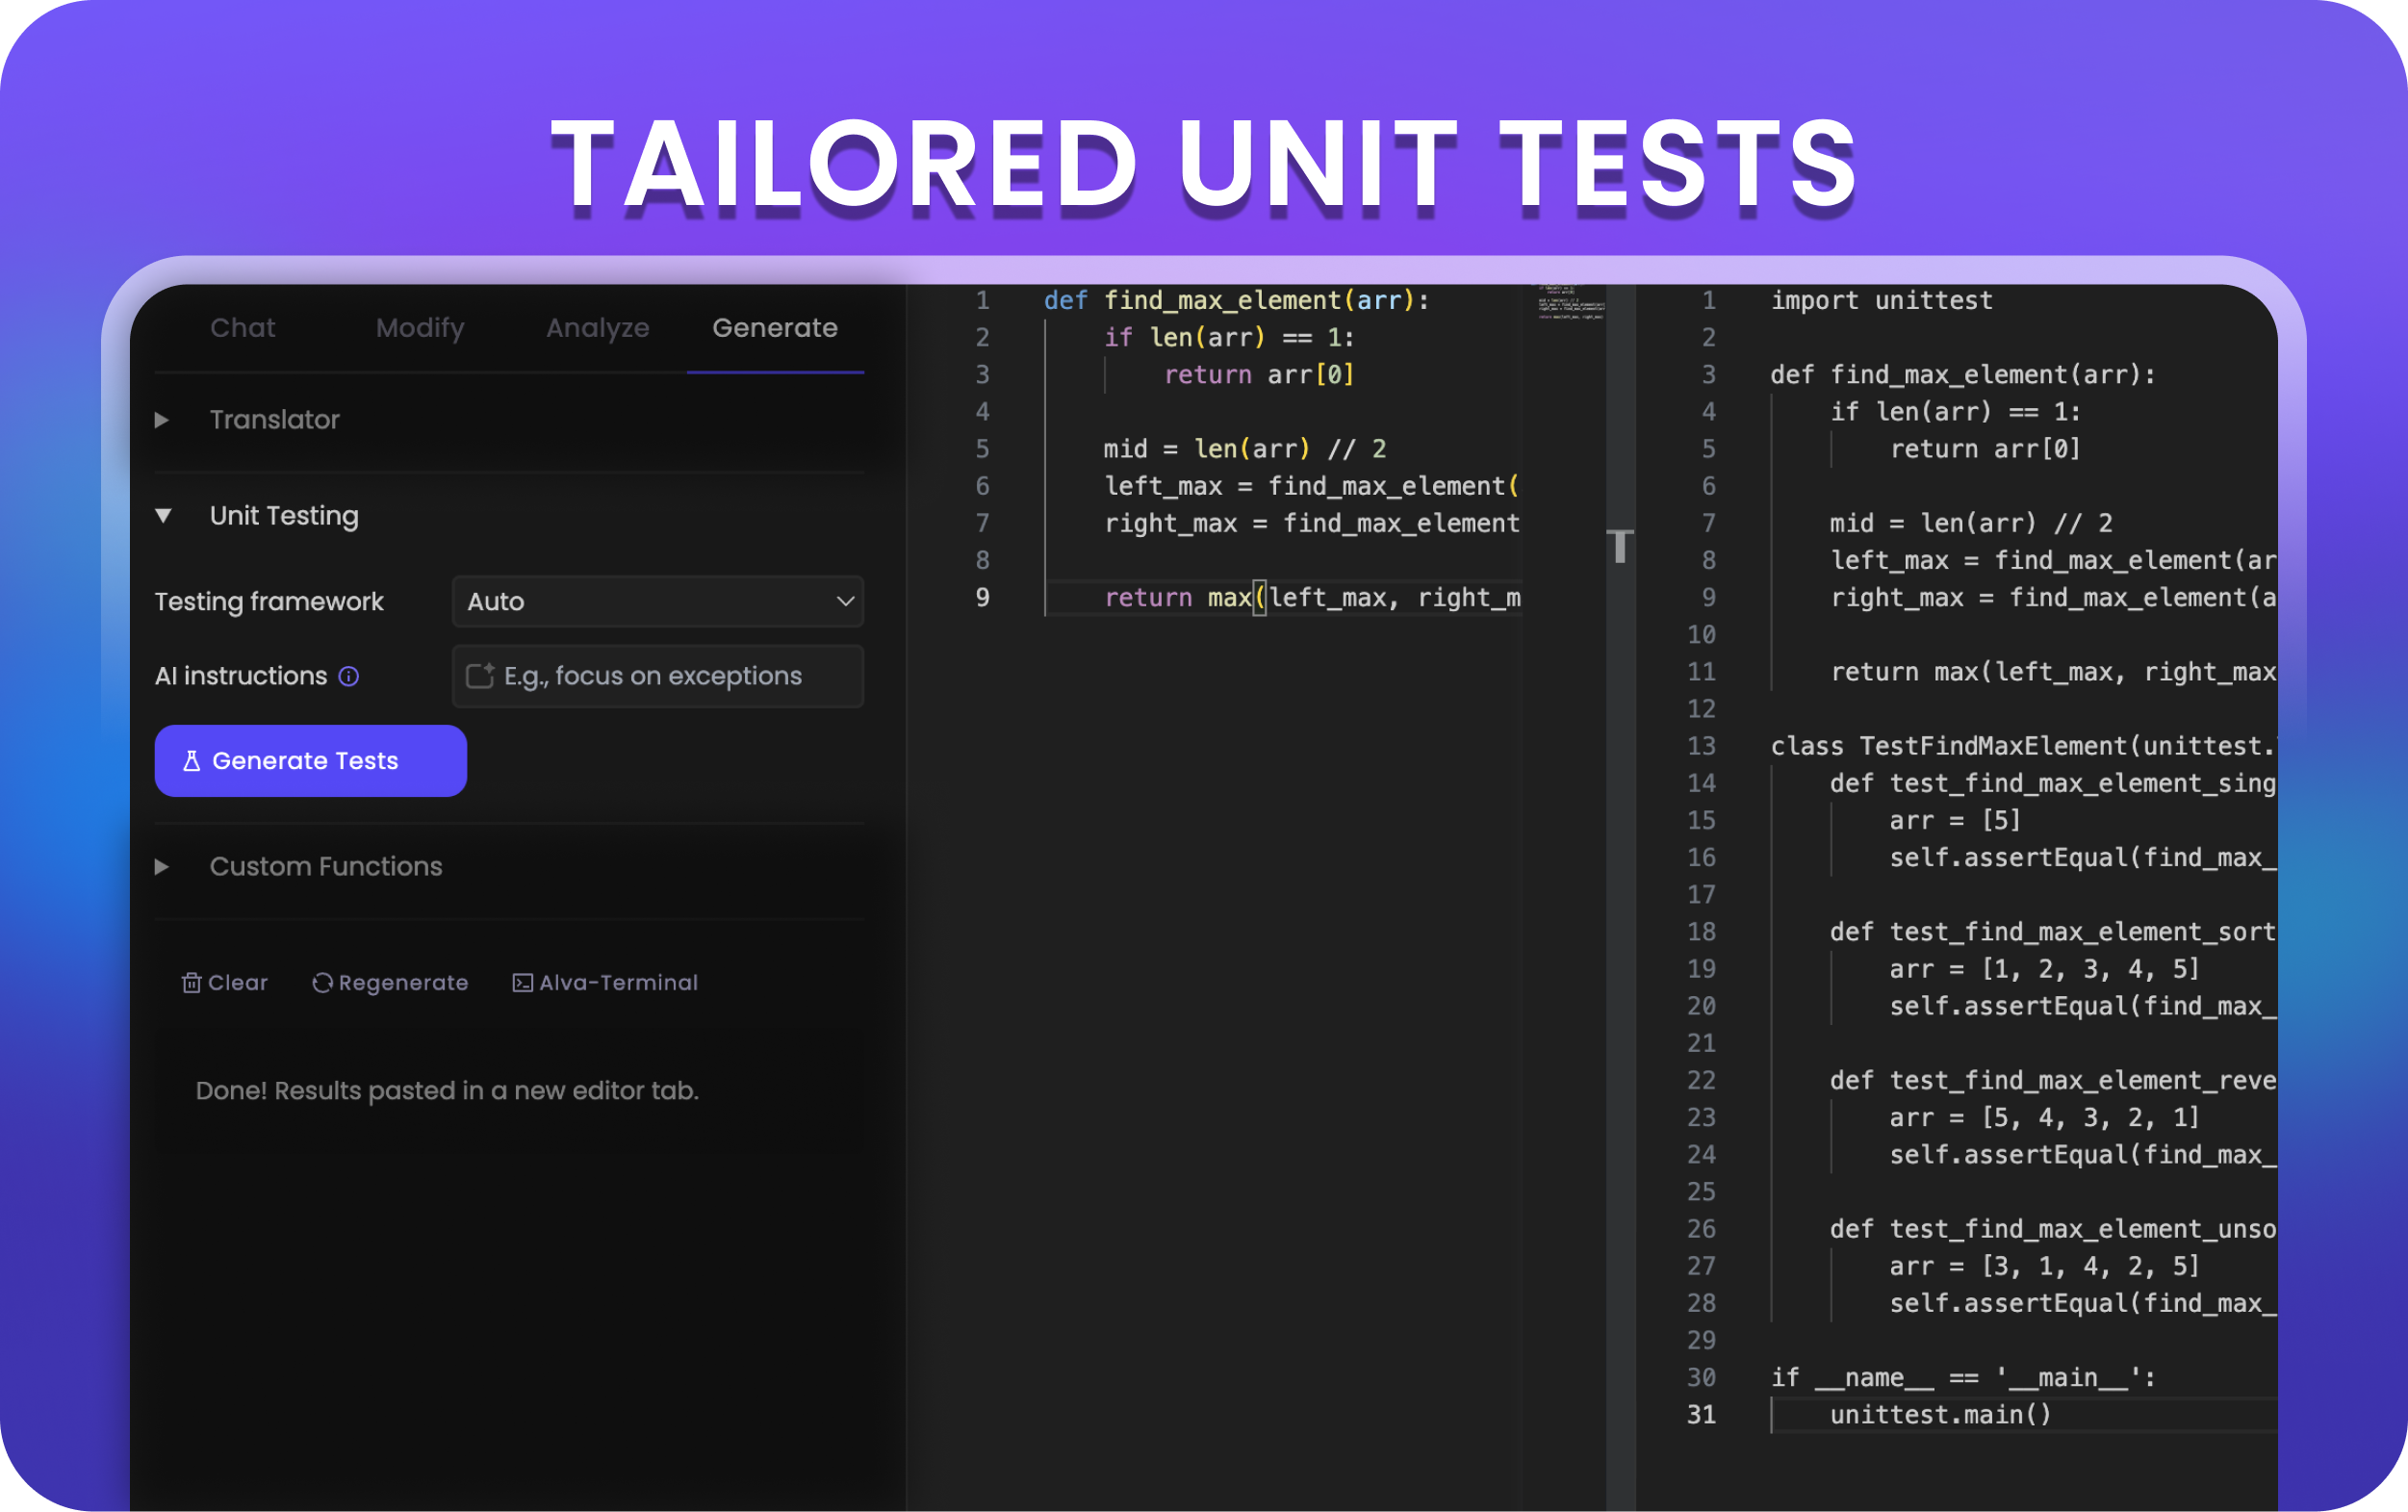 TAILORED UNIT TESTS
Chat Modify Analyze Generate
Translator
Unit Testing
Testing framework Auto
AI instructions E.g., focus on exceptions
Generate Tests
Custom Functions
Clear Regenerate Alva-Terminal
Done! Results pasted in a new editor tab.
1 def find_max_element(arr):
2 if len(arr) == 1:
3 return arr[0]
4
5 mid = len(arr) // 2
6 left_max = find_max_element(
7 right_max = find_max_element
8
9 return max(left_max, right_m
1 import unittest
2
3 def find_max_element(arr):
4 if len(arr) == 1:
5 return arr[0]
6
7 mid = len(arr) // 2
8 left_max = find_max_element(ar
9 right_max = find_max_element(a
10
11 return max(left_max, right_max
12
13 class TestFindMaxElement(unittest.
14 def test_find_max_element_sing
15 arr = [5]
16 self.assertEqual(find_max_
17
18 def test_find_max_element_sort
19 arr = [1, 2, 3, 4, 5]
20 self.assertEqual(find_max_
21
22 def test_find_max_element_reve
23 arr = [5, 4, 3, 2, 1]
24 self.assertEqual(find_max_
25
26 def test_find_max_element_unso
27 arr = [3, 1, 4, 2, 5]
28 self.assertEqual(find_max_
29
30 if __name__ == '__main__':
31 unittest.main()